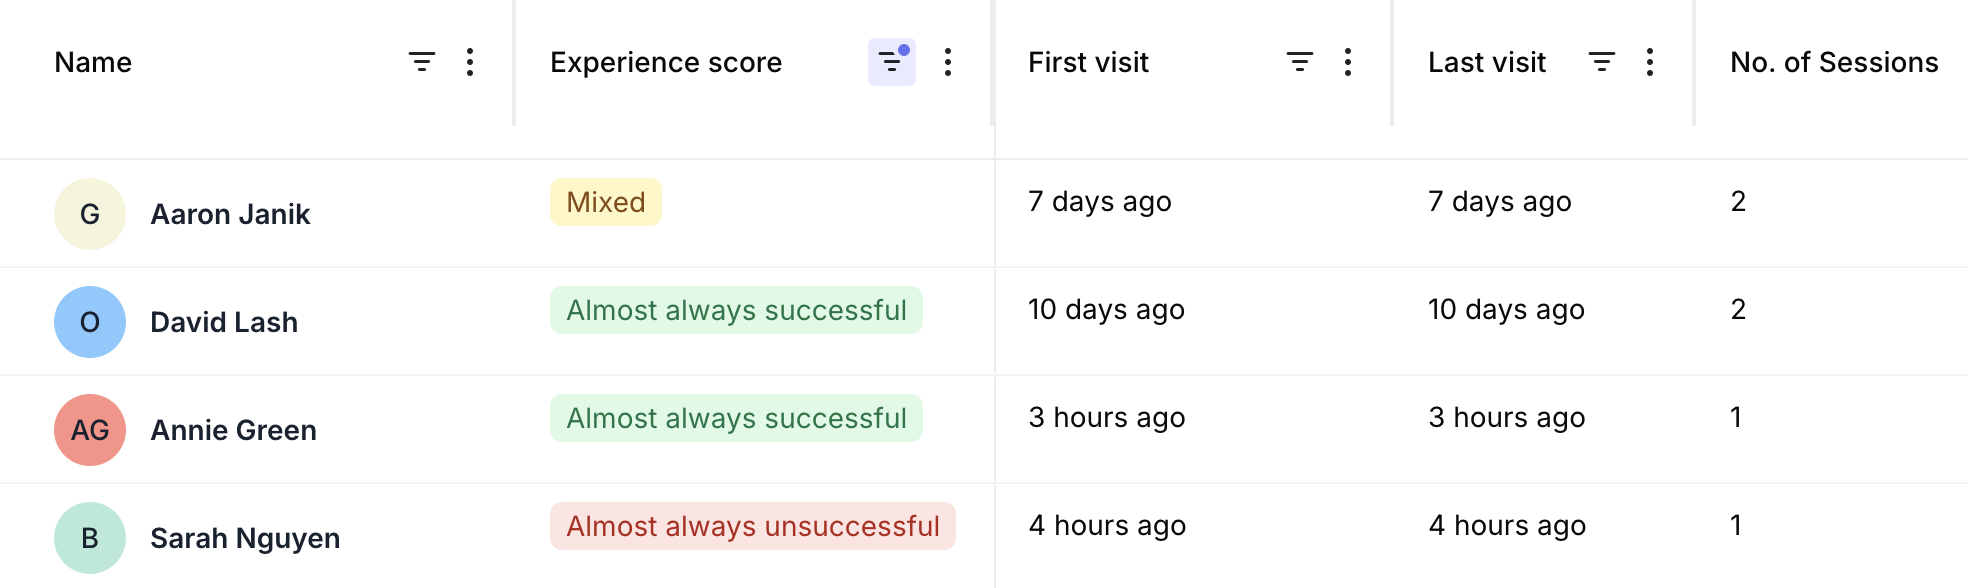 Name Experience score First visit Last visit No. of Sessions
G Aaron Janik Mixed 7 days ago 7 days ago 2
O David Lash Almost always successful 10 days ago 10 days ago 2
AG Annie Green Almost always successful 3 hours ago 3 hours ago 1
B Sarah Nguyen Almost always unsuccessful 4 hours ago 4 hours ago 1